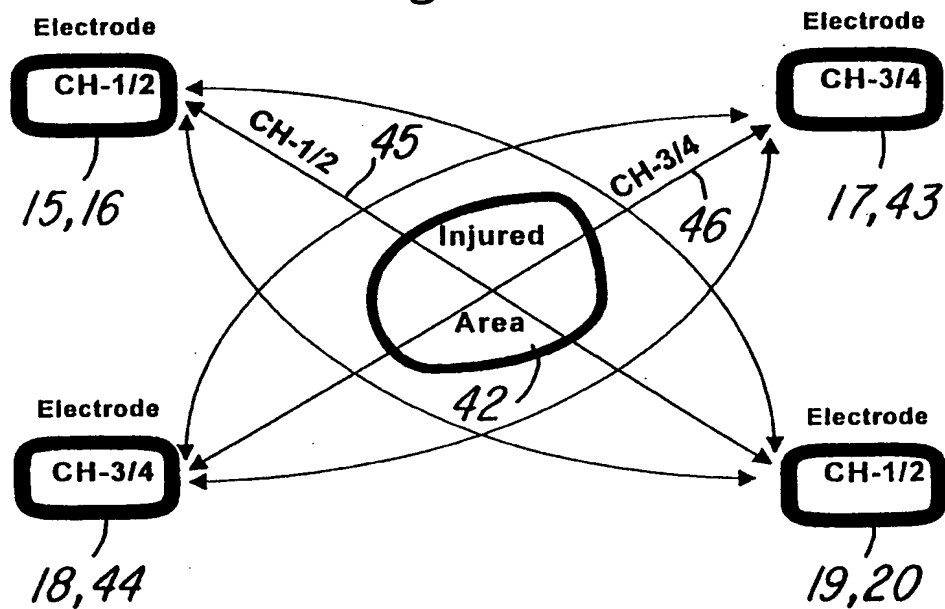 Electrode
Electrode
CH-1/2
CH-3/4
CH-1/2
45
CH-3/4
15,16
46
17,43
Injured
Area
42
Electrode
Electrode
CH-3/4
CH-1/2
18,44
19,20